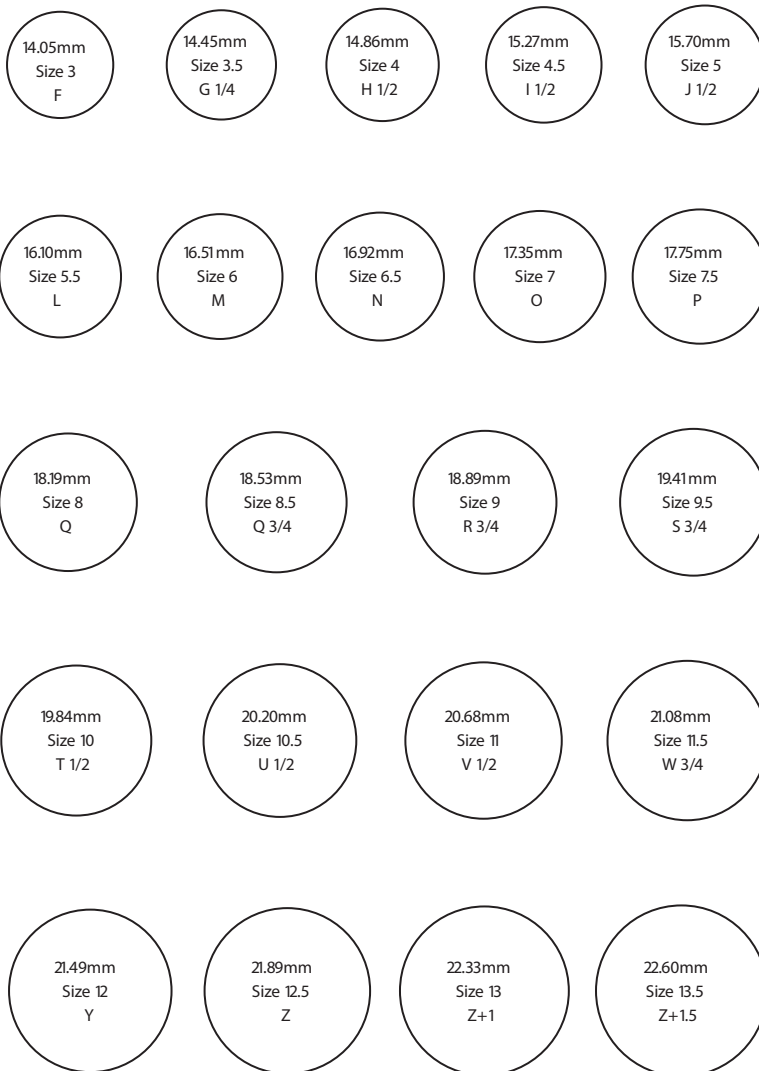 14.05mm
Size 3
F
14.45mm
Size 3.5
G 1/4
14.86mm
Size 4
H 1/2
15.27mm
Size 4.5
I 1/2
15.70mm
Size 5
J 1/2
16.10mm
Size 5.5
L
16.51mm
Size 6
M
16.92mm
Size 6.5
N
17.35mm
Size 7
O
17.75mm
Size 7.5
P
18.19mm
Size 8
Q
18.53mm
Size 8.5
Q 3/4
18.89mm
Size 9
R 3/4
19.41mm
Size 9.5
S 3/4
19.84mm
Size 10
T 1/2
20.20mm
Size 10.5
U 1/2
20.68mm
Size 11
V 1/2
21.08mm
Size 11.5
W 3/4
21.49mm
Size 12
Y
21.89mm
Size 12.5
Z
22.33mm
Size 13
Z+1
22.60mm
Size 13.5
Z+1.5